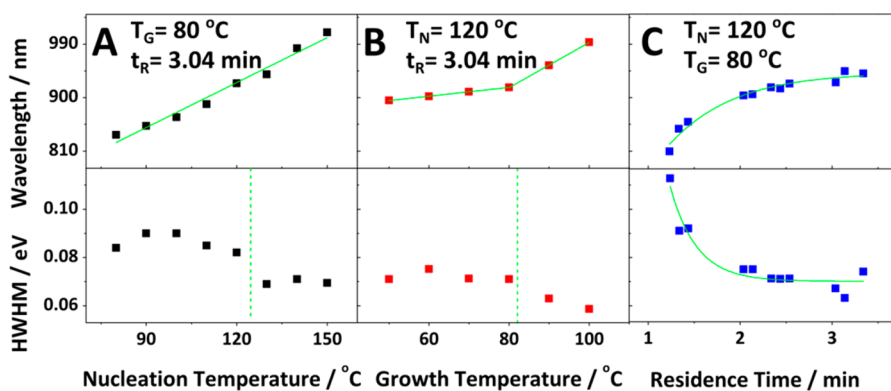 A
T_G= 80 °C
t_R= 3.04 min
B
T_N= 120 °C
t_R= 3.04 min
C
T_N= 120 °C
T_G= 80 °C
Wavelength / nm
990
900
810
HWHM / eV
0.10
0.08
0.06
90 120 150
60 80 100
1 2 3
Nucleation Temperature / °C
Growth Temperature / °C
Residence Time / min